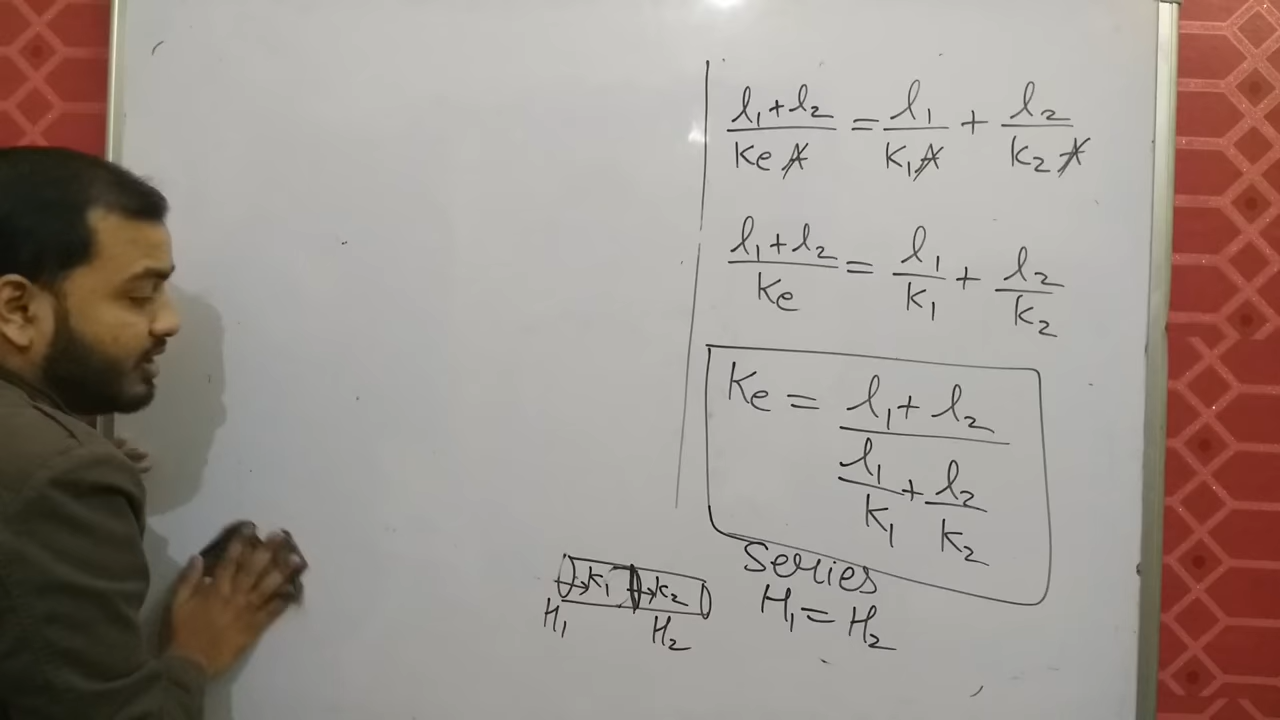 l₁+l₂/KeA = l₁/K₁A + l₂/K₂A
l₁+l₂/Ke = l₁/K₁ + l₂/K₂
Ke = l₁+l₂/(l₁/K₁ + l₂/K₂)
Series
H₁ = H₂
K₁ K₂
H₁ H₂